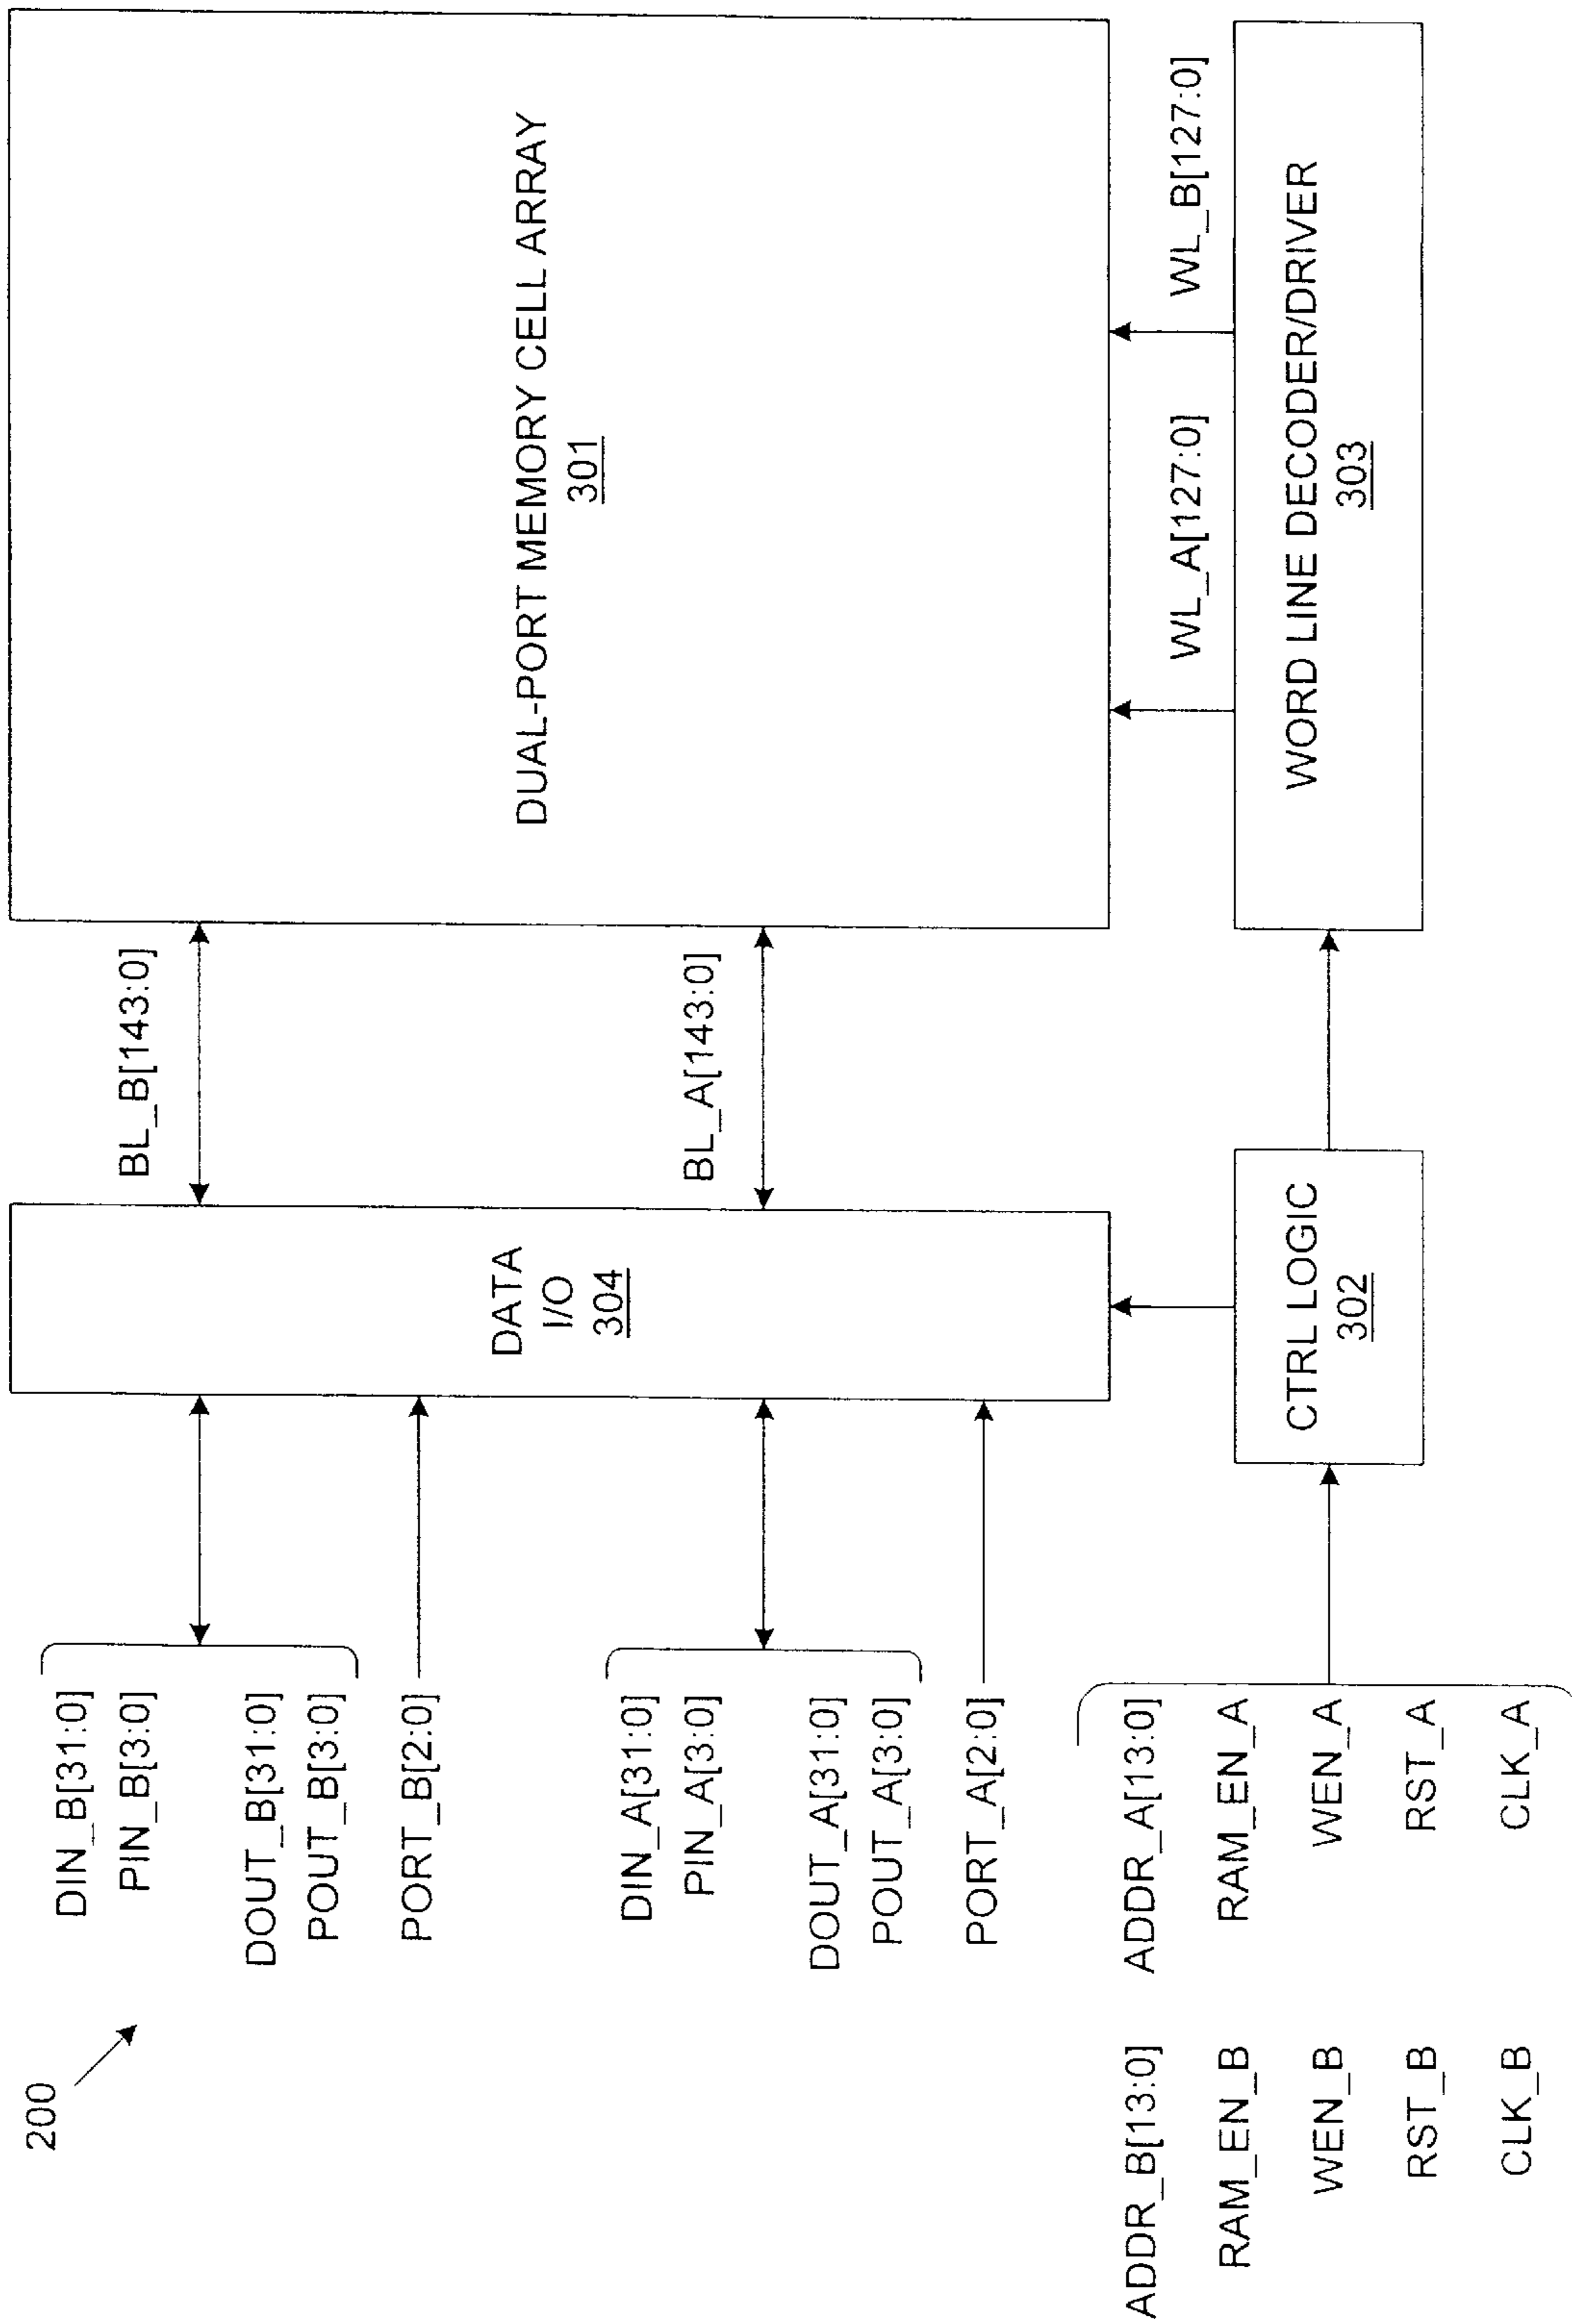 200
DIN_B[31:0]
PIN_B[3:0]
DOUT_B[31:0]
POUT_B[3:0]
PORT_B[2:0]
DIN_A[31:0]
PIN_A[3:0]
DOUT_A[31:0]
POUT_A[3:0]
PORT_A[2:0]
ADDR_B[13:0] ADDR_A[13:0]
RAM_EN_B RAM_EN_A
WEN_B WEN_A
RST_B RST_A
CLK_B CLK_A
DATA
I/O
304
CTRL LOGIC
302
BL_B[143:0]
BL_A[143:0]
DUAL-PORT MEMORY CELL ARRAY
301
WL_A[127:0] WL_B[127:0]
WORD LINE DECODER/DRIVER
303